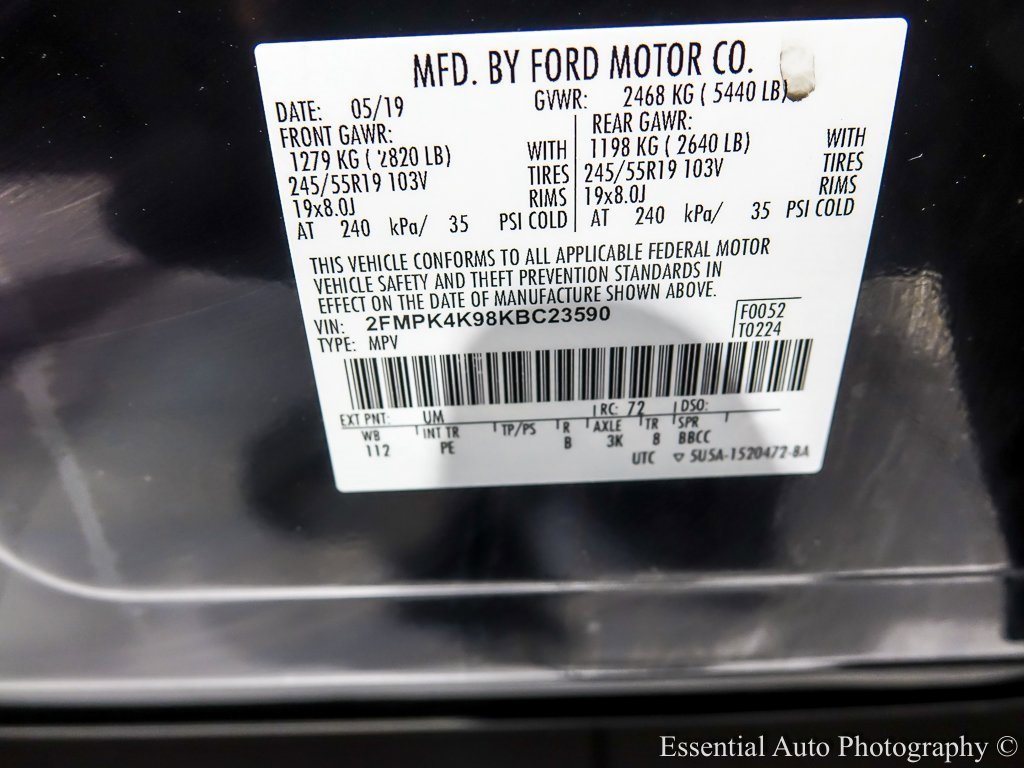 MFD. BY FORD MOTOR CO.
DATE: 05/19 GVWR: 2468 KG ( 5440 LB)
FRONT GAWR: REAR GAWR:
1279 KG ( 2820 LB) WITH 1198 KG ( 2640 LB) WITH
245/55R19 103V TIRES 245/55R19 103V TIRES
19x8.0J RIMS 19x8.0J RIMS
AT 240 kPa/ 35 PSI COLD AT 240 kPa/ 35 PSI COLD
THIS VEHICLE CONFORMS TO ALL APPLICABLE FEDERAL MOTOR
VEHICLE SAFETY AND THEFT PREVENTION STANDARDS IN
EFFECT ON THE DATE OF MANUFACTURE SHOWN ABOVE.
VIN: 2FMPK4K98KBC23590 F0052
TYPE: MPV T0224
EXT PNT: UM RC: 72 DSO:
WB INT TR TP/PS R AXLE TR SPR
112 PE B 3K 8 BBCC
UTC ▽ SU5A-1520472-BA
Essential Auto Photography ©